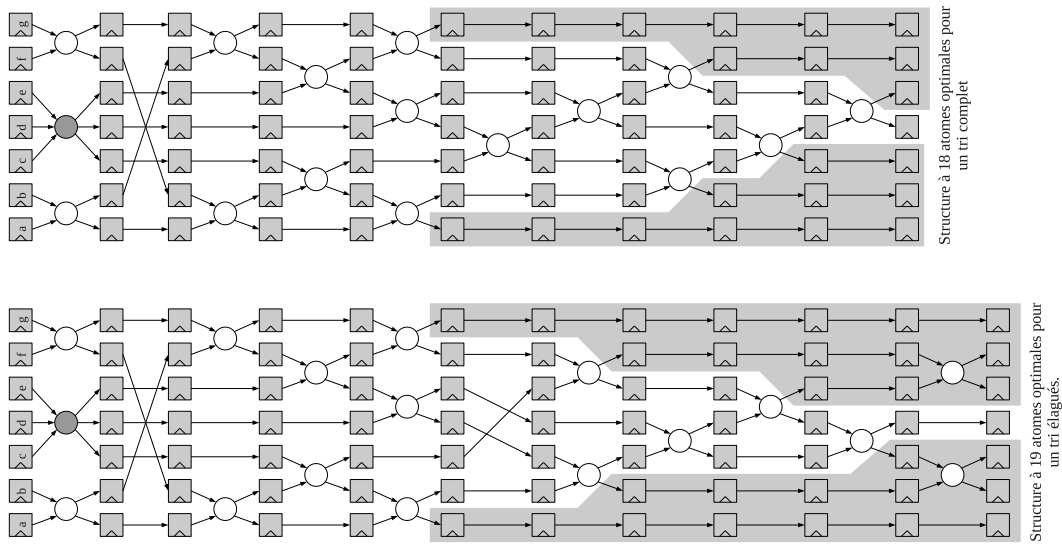 g
f
e
d
c
b
a
Structure à 18 atomes optimales pour
un tri complet
g
f
e
d
c
b
a
Structure à 19 atomes optimales pour
un tri élagués.